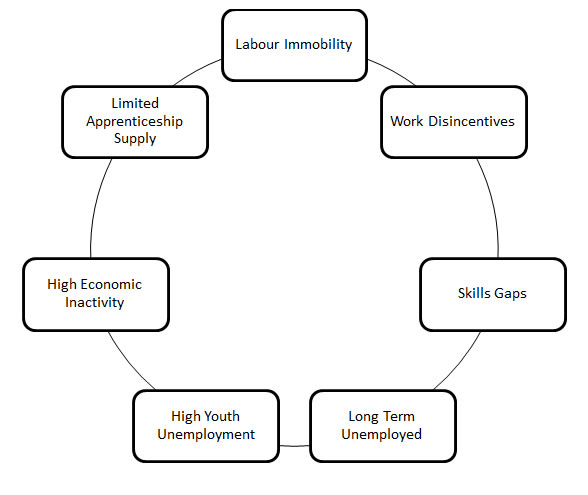 Labour Immobility
Limited
Apprenticeship
Supply
Work Disincentives
High Economic
Inactivity
Skills Gaps
High Youth
Unemployment
Long Term
Unemployed